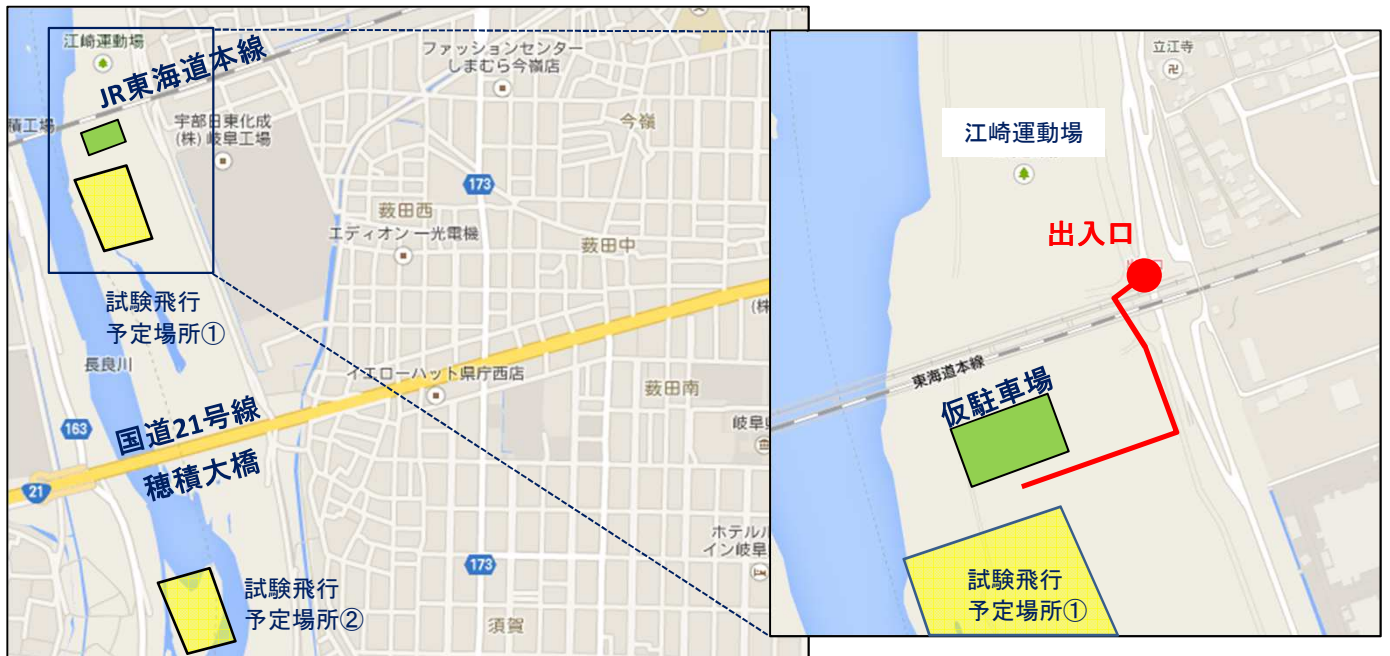 江崎運動場
JR東海道本線
ファッションセンター
しまむら今嶺店
積工場
宇部日東化成
(株) 岐阜工場
今嶺
173
薮田西
エディオン 一光電機
薮田中
試験飛行
予定場所①
(株
長良川
イエローハット県庁西店
薮田南
163
国道21号線
穂積大橋
岐阜県
21
ホテルル
イン岐阜
173
試験飛行
予定場所②
須賀
立江寺
江崎運動場
出入口
東海道本線
仮駐車場
試験飛行
予定場所①